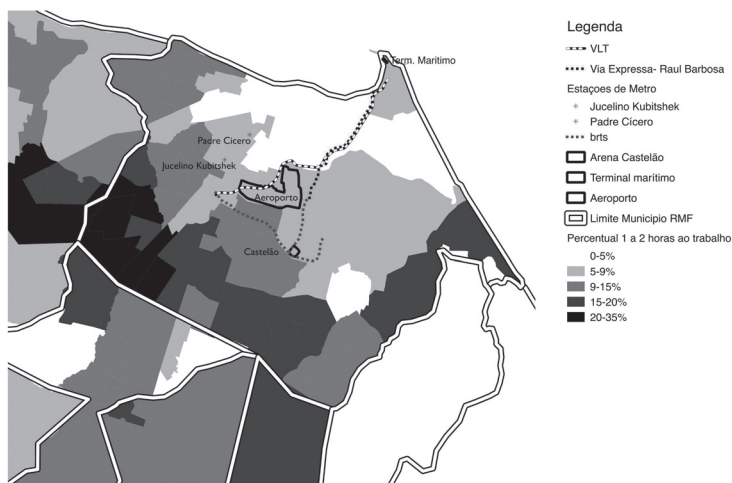 Term. Maritimo
Padre Cicero
Jucelino Kubitshek
Aeroporto
Castelão
Legenda
VLT
Via Expressa- Raul Barbosa
Estaçoes de Metro
Jucelino Kubitshek
Padre Cícero
brts
Arena Castelão
Terminal marítimo
Aeroporto
Limite Municipio RMF
Percentual 1 a 2 horas ao trabalho
0-5%
5-9%
9-15%
15-20%
20-35%